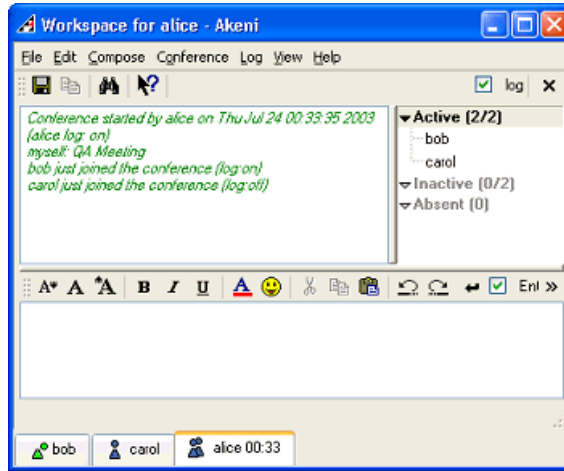 Workspace for alice - Akeni
File Edit Compose Conference Log View Help
log
Conference started by alice on Thu Jul 24 00:33:35 2003
(alice log: on)
myself: QA Meeting
bob just joined the conference (log:on)
carol just joined the conference (log:off)
Active (2/2)
bob
carol
Inactive (0/2)
Absent (0)
A A A B I U A Ent »
bob carol alice 00:33